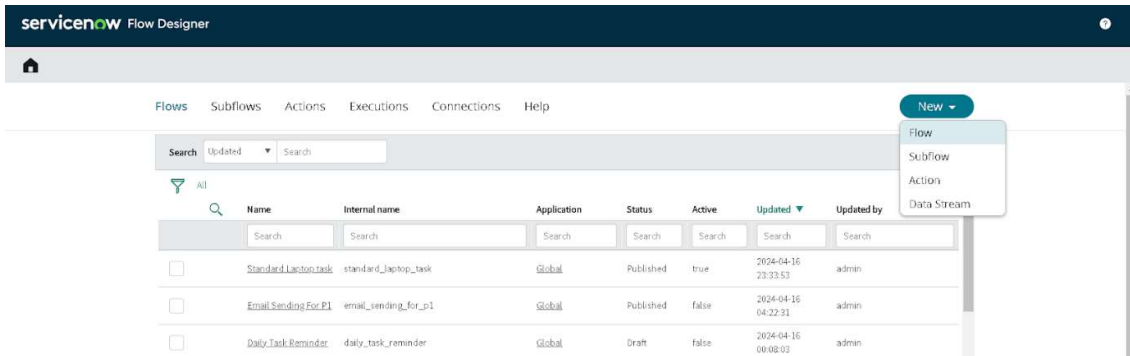 servicenow Flow Designer
Flows Subflows Actions Executions Connections Help New
Flow
Subflow
Action
Data Stream
Search Updated Search
All
Name Internal name Application Status Active Updated Updated by
Search Search Search Search Search Search Search
Standard Laptop task standard_laptop_task Global Published true 2024-04-16 23:33:53 admin
Email Sending For P1 email_sending_for_p1 Global Published false 2024-04-16 04:22:31 admin
Daily Task Reminder daily_task_reminder Global Draft false 2024-04-16 00:08:03 admin